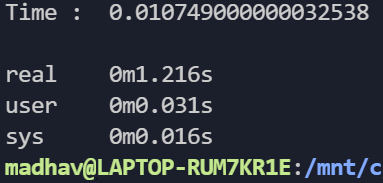 Time :  0.010749000000032538
real    0m1.216s
user    0m0.031s
sys     0m0.016s
madhav@LAPTOP-RUM7KR1E:/mnt/c